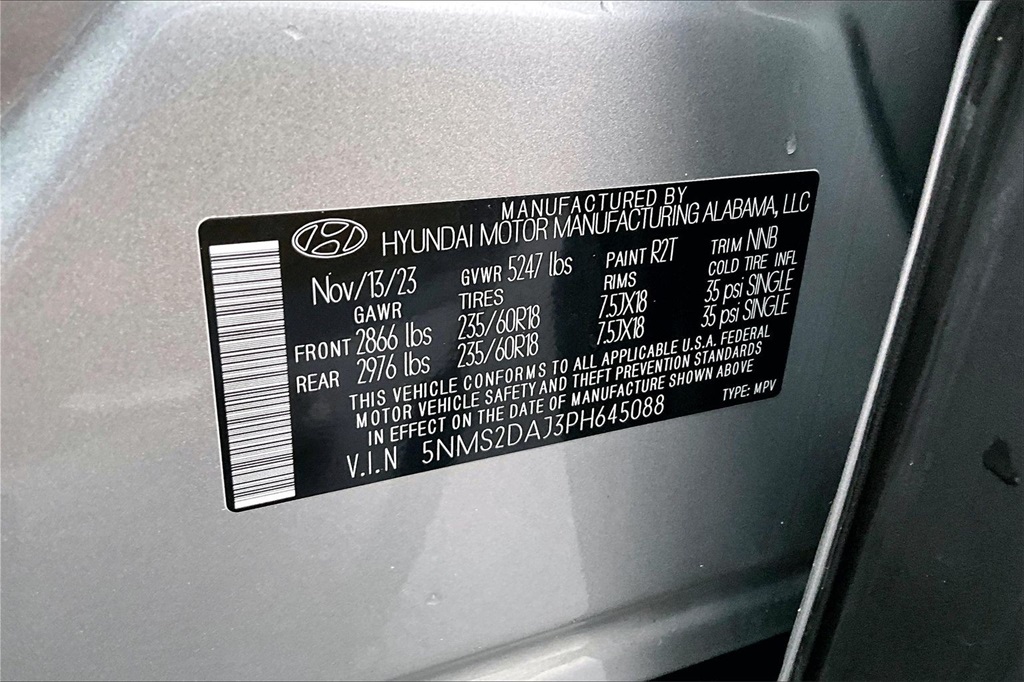 MANUFACTURED BY
HYUNDAI MOTOR MANUFACTURING ALABAMA, LLC
Nov/13/23 GVWR 5247 lbs PAINT R2T TRIM NNB
GAWR TIRES RIMS COLD TIRE INFL
FRONT 2866 lbs 235/60R18 7.5JX18 35 psi SINGLE
REAR 2976 lbs 235/60R18 7.5JX18 35 psi SINGLE
THIS VEHICLE CONFORMS TO ALL APPLICABLE U.S.A. FEDERAL
MOTOR VEHICLE SAFETY AND THEFT PREVENTION STANDARDS
IN EFFECT ON THE DATE OF MANUFACTURE SHOWN ABOVE
V.I.N 5NMS2DAJ3PH645088 TYPE: MPV